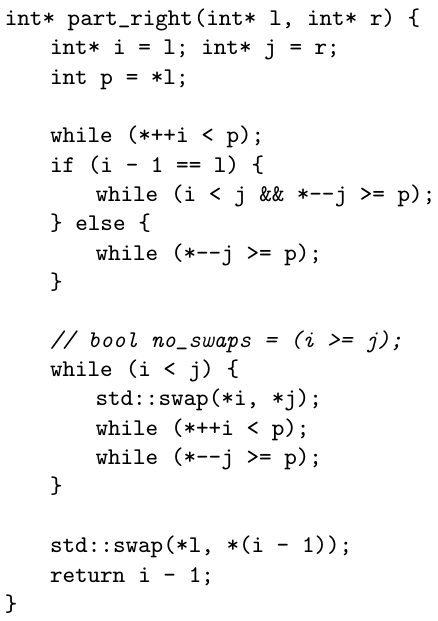 int* part_right(int* l, int* r) {
    int* i = l; int* j = r;
    int p = *l;

    while (*++i < p);
    if (i - 1 == l) {
        while (i < j && *--j >= p);
    } else {
        while (*--j >= p);
    }

    // bool no_swaps = (i >= j);
    while (i < j) {
        std::swap(*i, *j);
        while (*++i < p);
        while (*--j >= p);
    }

    std::swap(*l, *(i - 1));
    return i - 1;
}